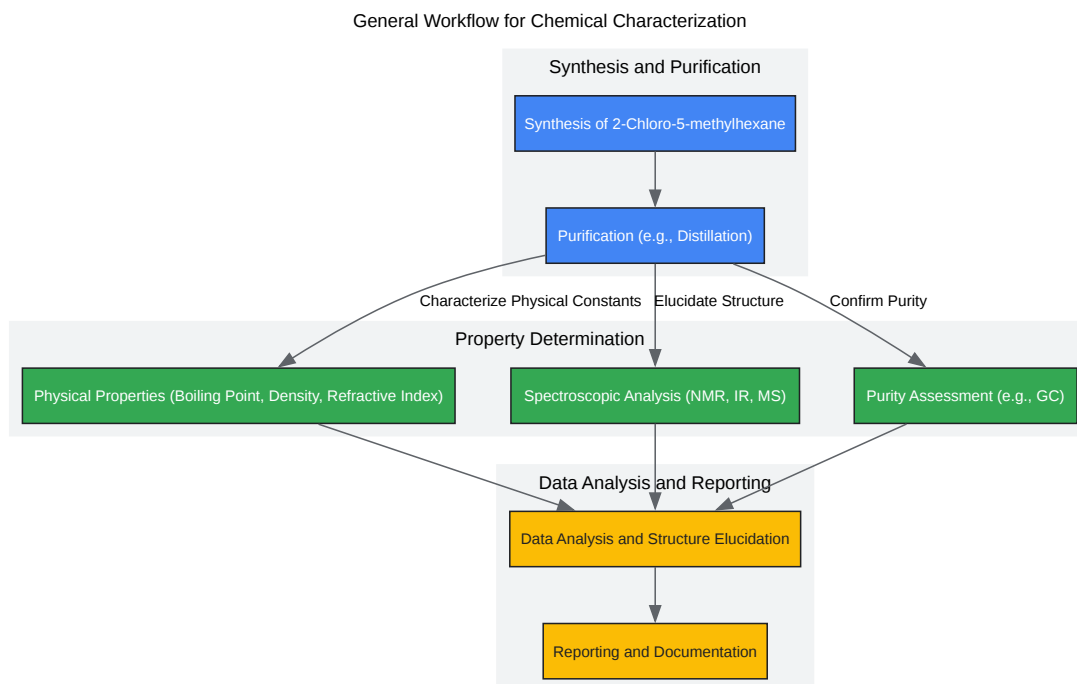 General Workflow for Chemical Characterization
Synthesis and Purification
Synthesis of 2-Chloro-5-methylhexane
Purification (e.g., Distillation)
Characterize Physical Constants
Elucidate Structure
Confirm Purity
Property Determination
Physical Properties (Boiling Point, Density, Refractive Index)
Spectroscopic Analysis (NMR, IR, MS)
Purity Assessment (e.g., GC)
Data Analysis and Reporting
Data Analysis and Structure Elucidation
Reporting and Documentation